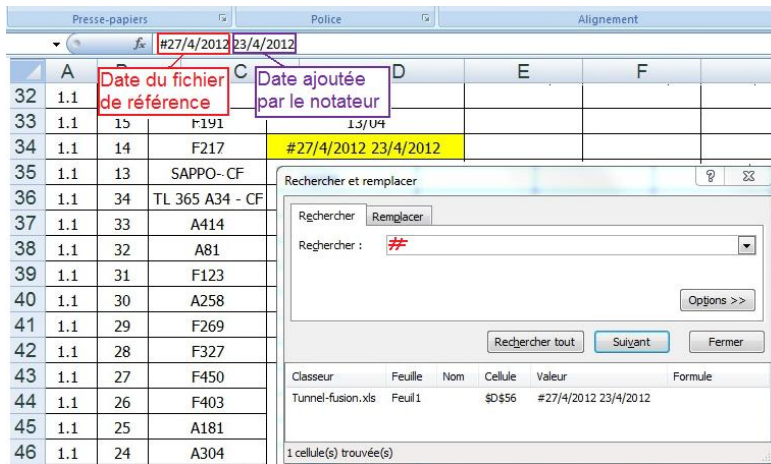 Presse-papiers Police Alignement
fx #27/4/2012 23/4/2012
A C D E F
Date du fichier
de référence
Date ajoutée
par le notateur
32 1.1
33 1.1 15 F191 13/04
34 1.1 14 F217 #27/4/2012 23/4/2012
35 1.1 13 SAPPO--CF
36 1.1 34 TL 365 A34 - CF
37 1.1 33 A414
38 1.1 32 A81
39 1.1 31 F123
40 1.1 30 A258
41 1.1 29 F269
42 1.1 28 F327
43 1.1 27 F450
44 1.1 26 F403
45 1.1 25 A181
46 1.1 24 A304
Rechercher et remplacer
Rechercher Remplacer
Rechercher : #
Options >>
Rechercher tout Suivant Fermer
Classeur Feuille Nom Cellule Valeur Formule
Tunnel-fusion.xls Feuil1 $D$56 #27/4/2012 23/4/2012
1 cellule(s) trouvée(s)